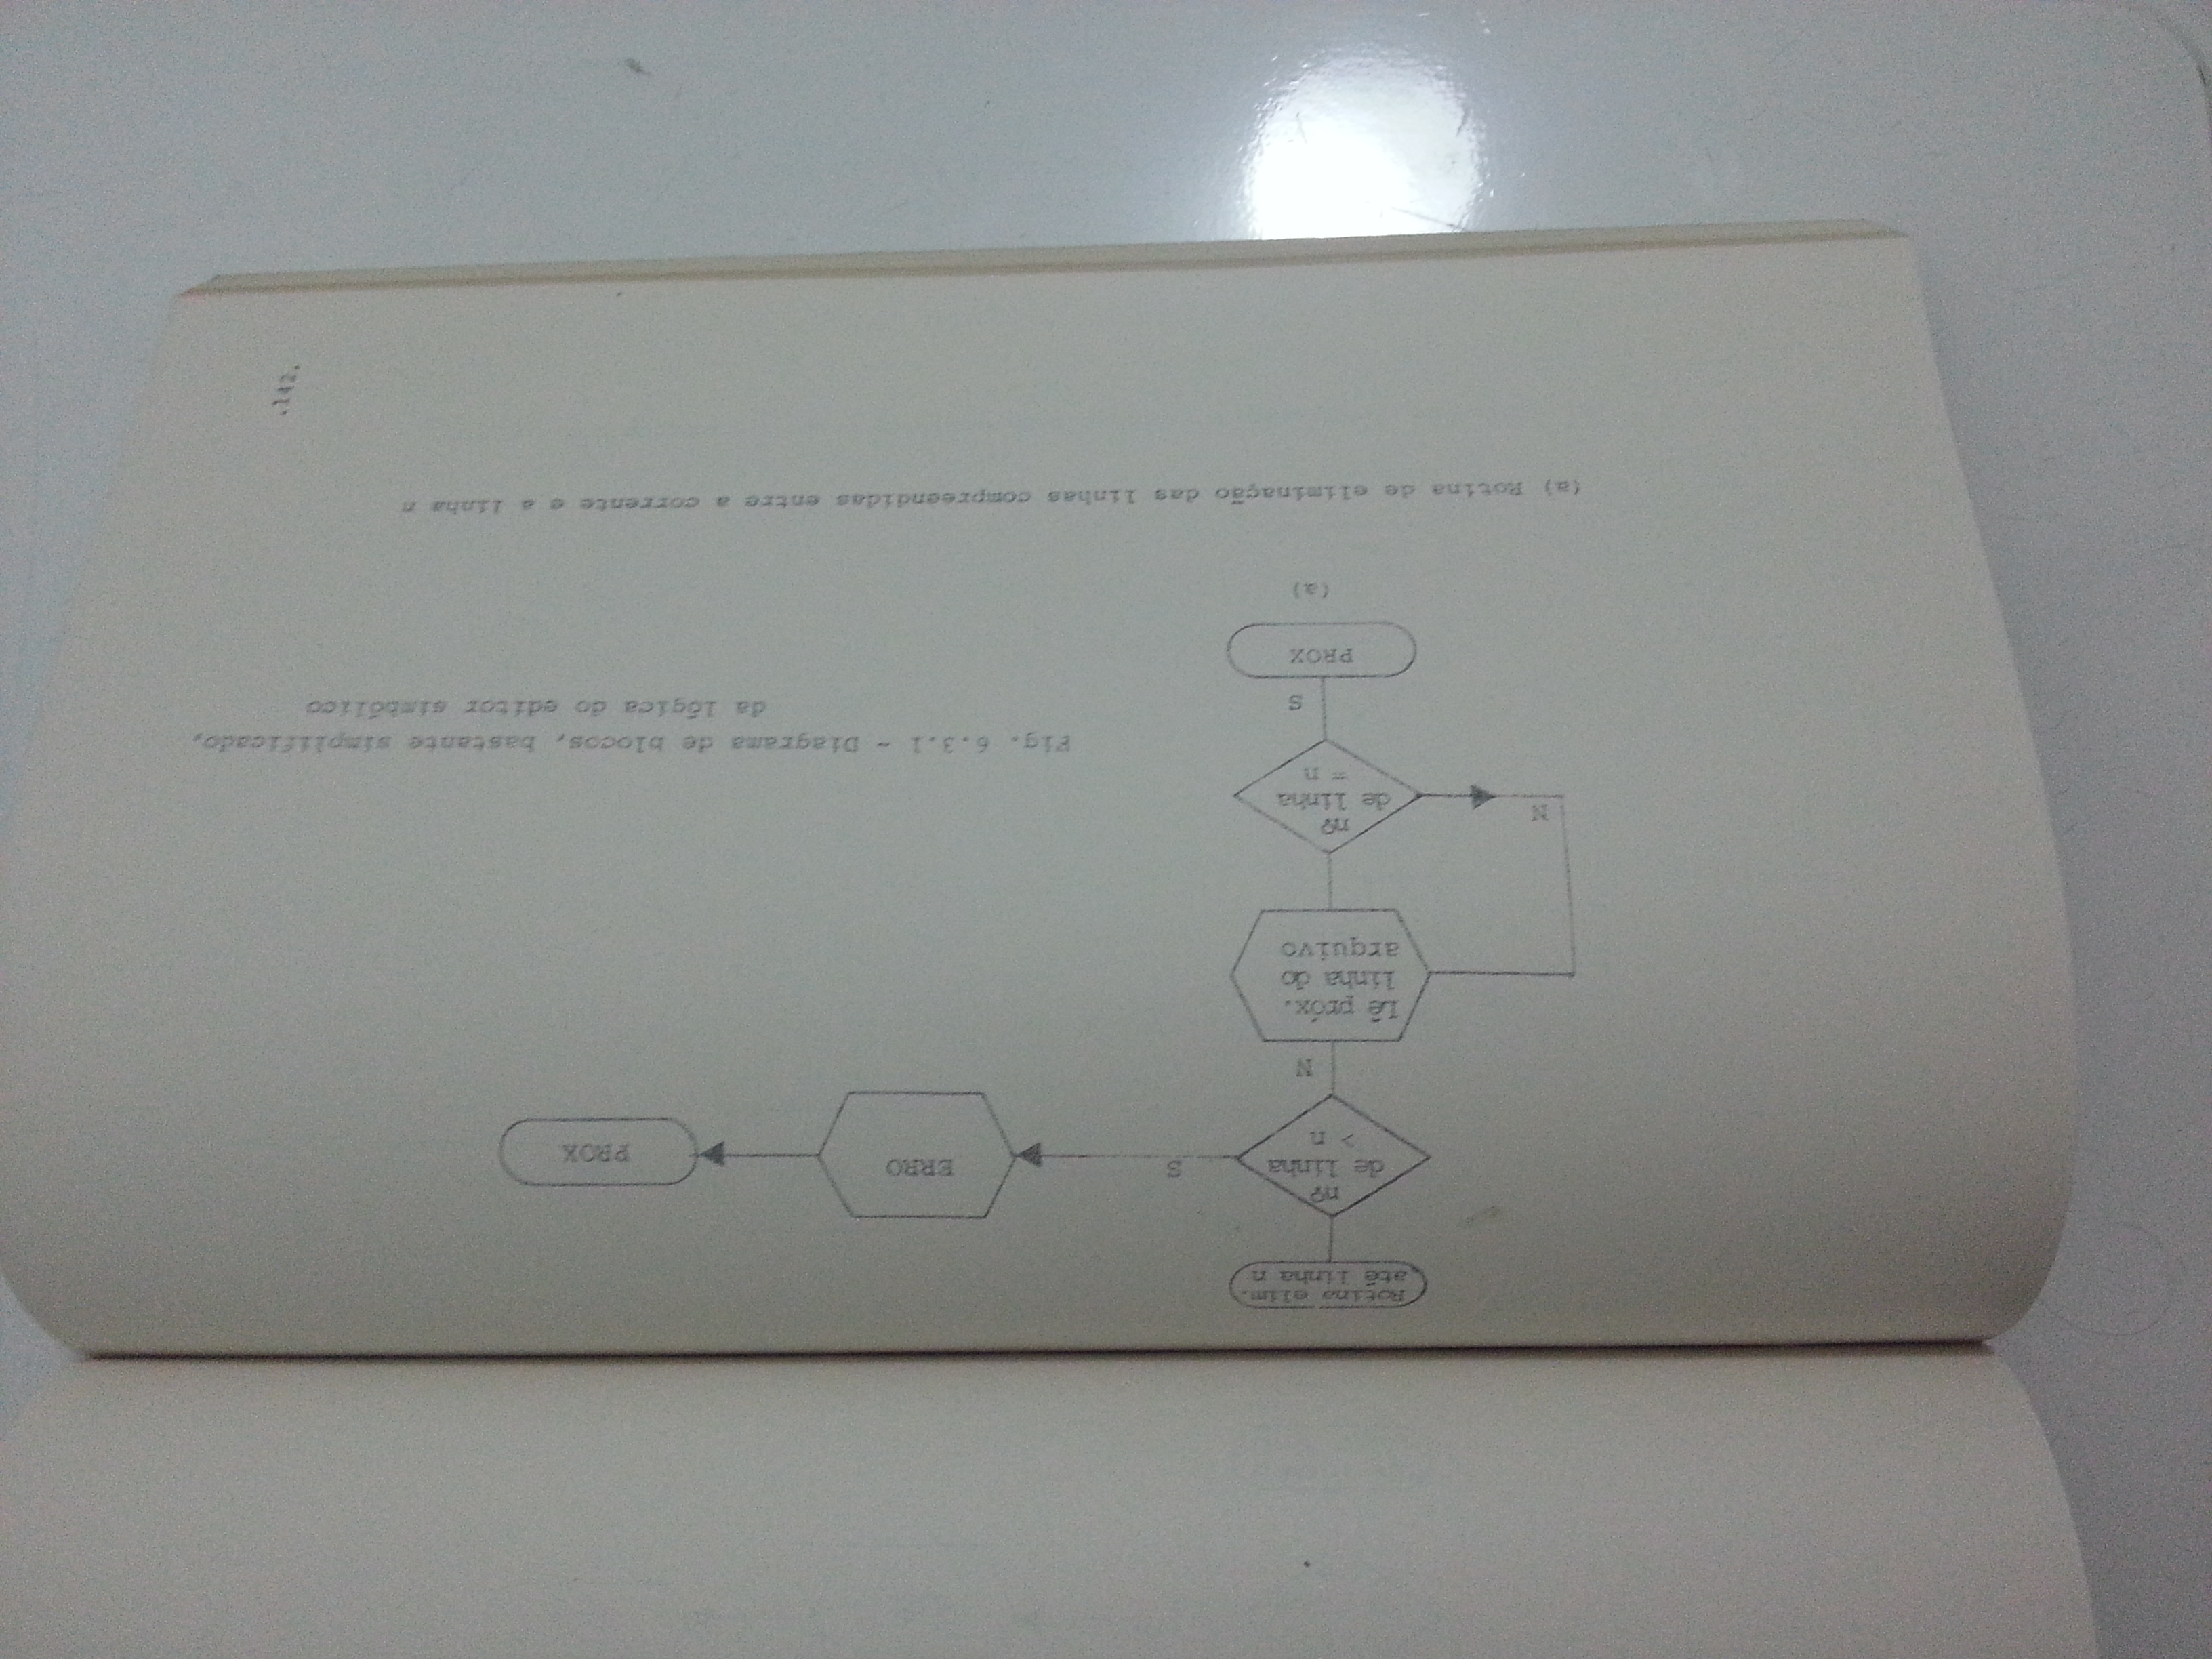 Rotina elim.
até linha n
nº
de linha
> n
S
ERRO
PROX
N
Lê próx.
linha do
arquivo
nº
de linha
= n
N
S
PROX
(a)
Fig. 6.3.1 - Diagrama de blocos, bastante simplificado,
da lógica do editor simbólico
(a) Rotina de eliminação das linhas compreendidas entre a corrente e a linha n
.142.